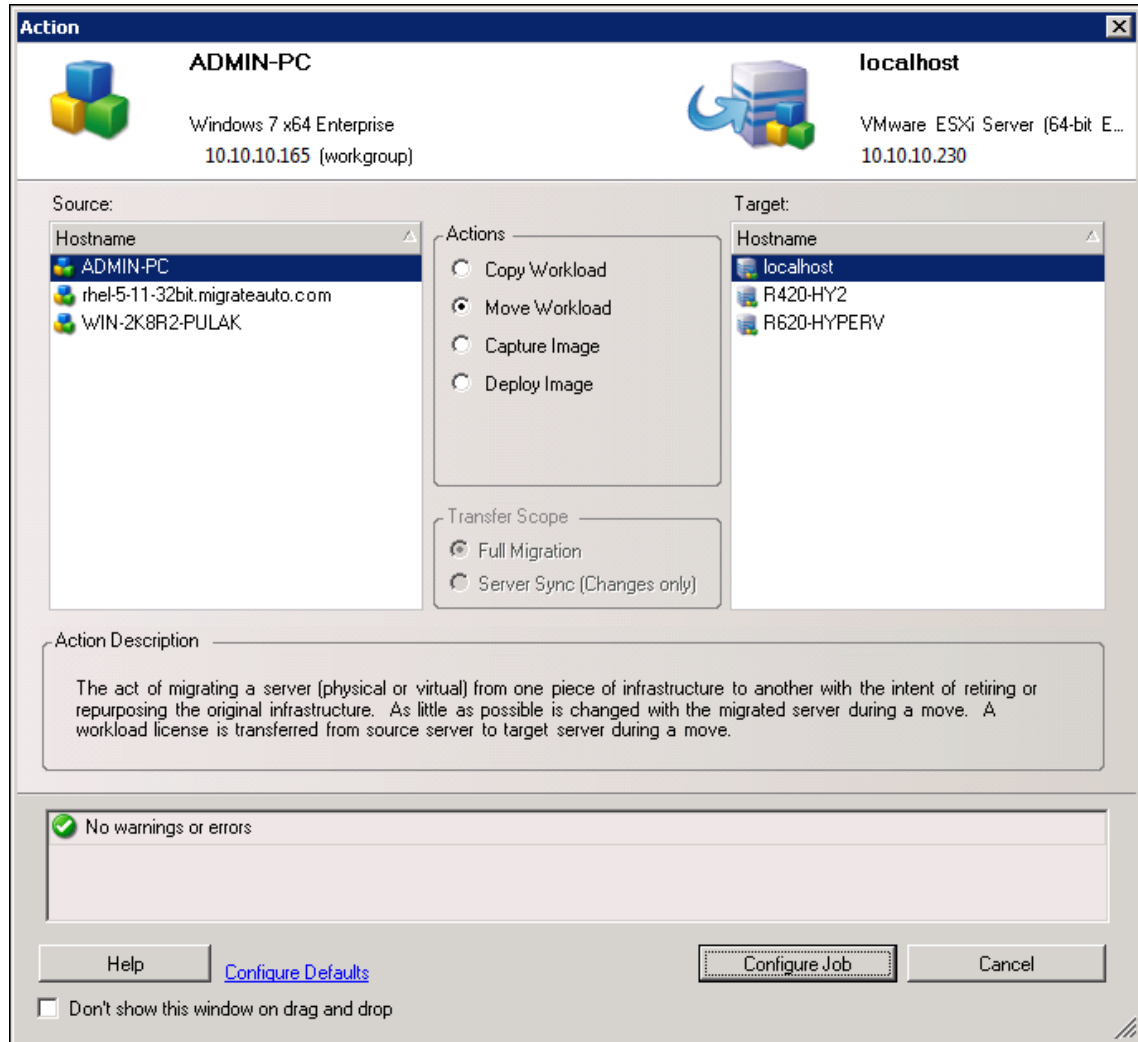 Action
ADMIN-PC
Windows 7 x64 Enterprise
10.10.10.165 (workgroup)
localhost
VMware ESXi Server (64-bit E...
10.10.10.230
Source:
Hostname
ADMIN-PC
rhel-5-11-32bit.migrateauto.com
WIN-2K8R2-PULAK
Actions
Copy Workload
Move Workload
Capture Image
Deploy Image
Transfer Scope
Full Migration
Server Sync (Changes only)
Target:
Hostname
localhost
R420-HY2
R620-HYPERV
Action Description
The act of migrating a server (physical or virtual) from one piece of infrastructure to another with the intent of retiring or
repurposing the original infrastructure. As little as possible is changed with the migrated server during a move. A
workload license is transferred from source server to target server during a move.
No warnings or errors
Help
Configure Defaults
Configure Job
Cancel
Don't show this window on drag and drop